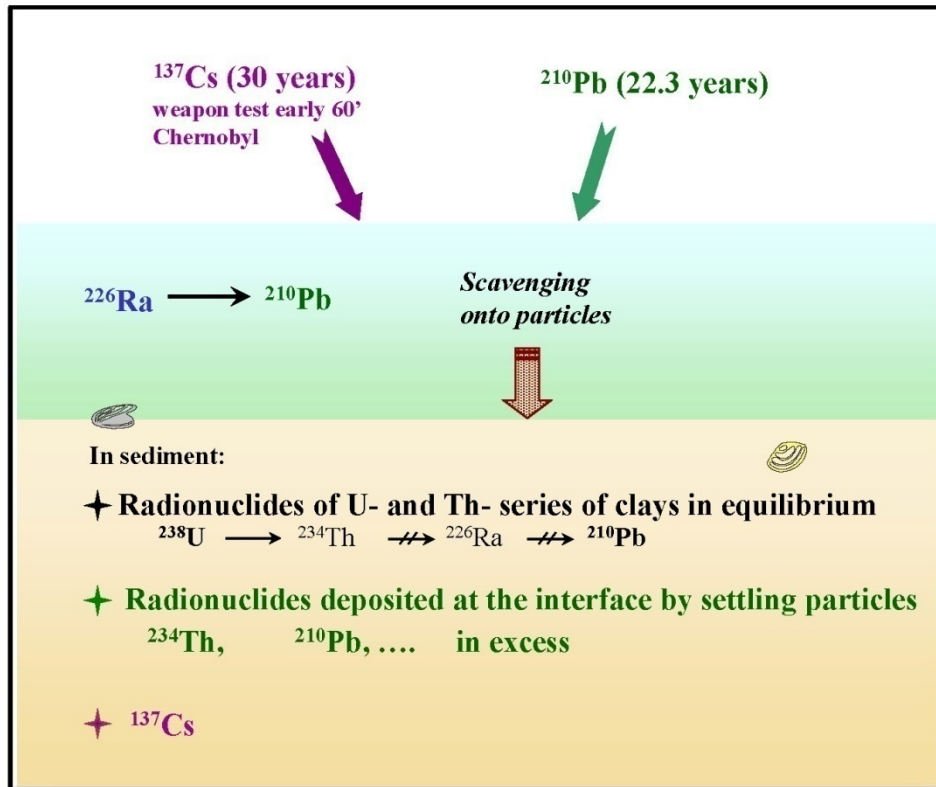 ¹³⁷Cs (30 years)
weapon test early 60'
Chernobyl
²¹⁰Pb (22.3 years)
²²⁶Ra ⟶ ²¹⁰Pb
Scavenging
onto particles
In sediment:
Radionuclides of U- and Th- series of clays in equilibrium
²³⁸U ⟶ ²³⁴Th ⟶ ²²⁶Ra ⟶ ²¹⁰Pb
Radionuclides deposited at the interface by settling particles
²³⁴Th, ²¹⁰Pb, .... in excess
¹³⁷Cs